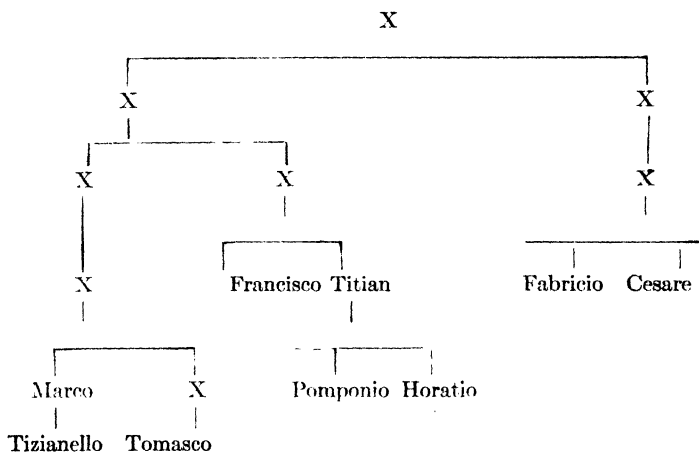 X
X X
X X X
X Francisco Titian Fabricio Cesare
Marco X Pomponio Horatio
Tizianello Tomasco